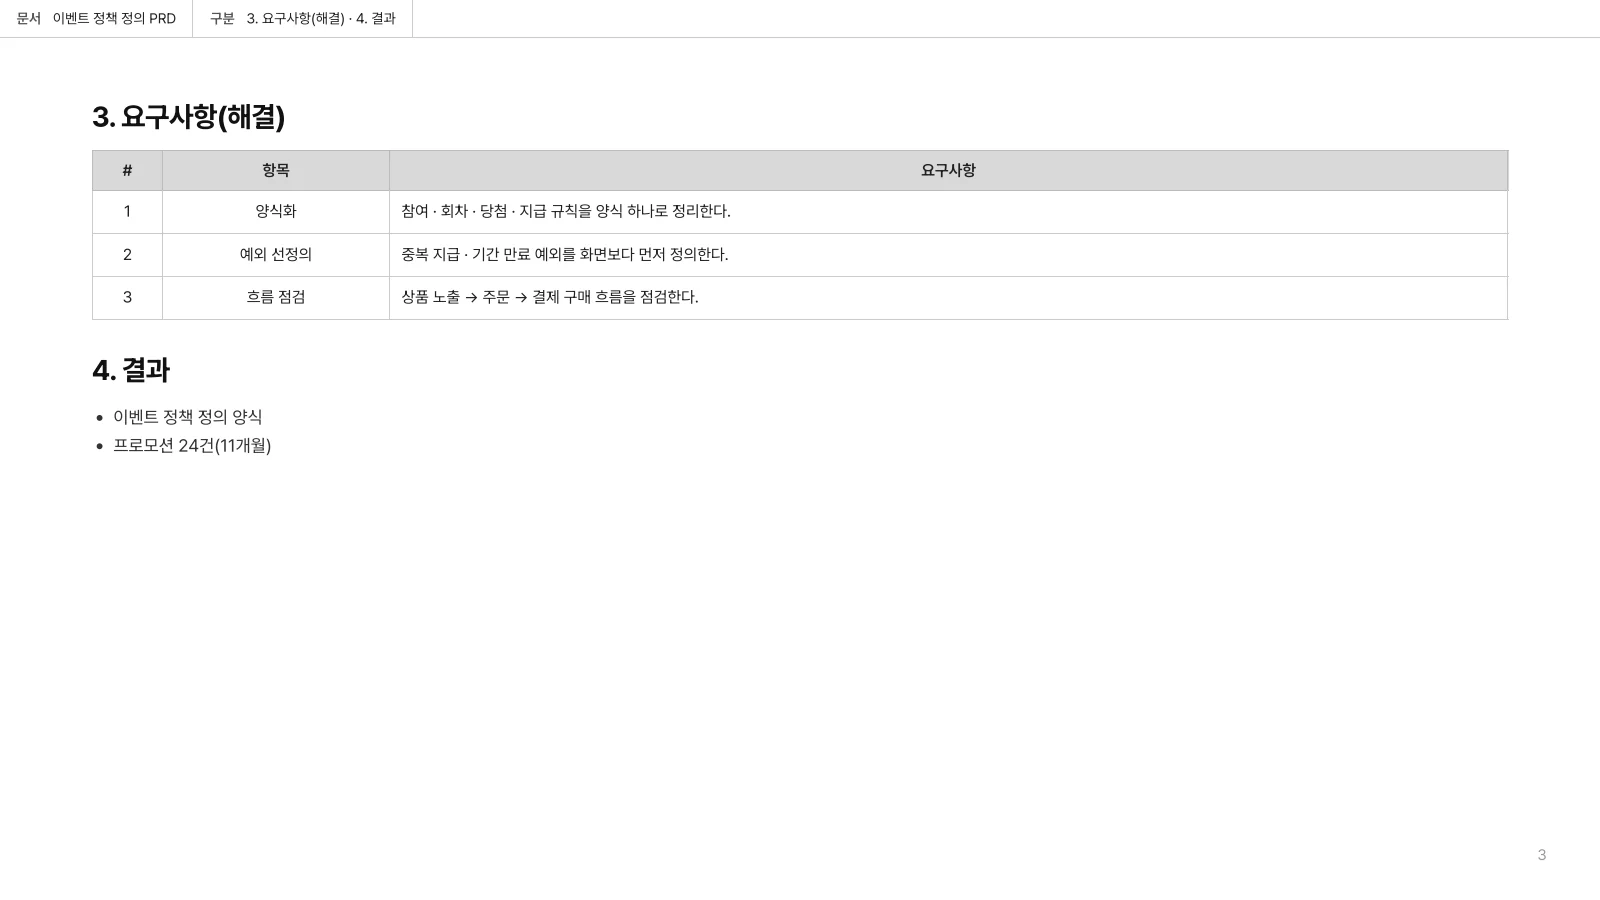 문서 이벤트 정책 정의 PRD 구분 3. 요구사항(해결) · 4. 결과
3. 요구사항(해결)
# 항목 요구사항
1 양식화 참여 · 회차 · 당첨 · 지급 규칙을 양식 하나로 정리한다.
2 예외 선정의 중복 지급 · 기간 만료 예외를 화면보다 먼저 정의한다.
3 흐름 점검 상품 노출 → 주문 → 결제 구매 흐름을 점검한다.
4. 결과
• 이벤트 정책 정의 양식
• 프로모션 24건(11개월)
3